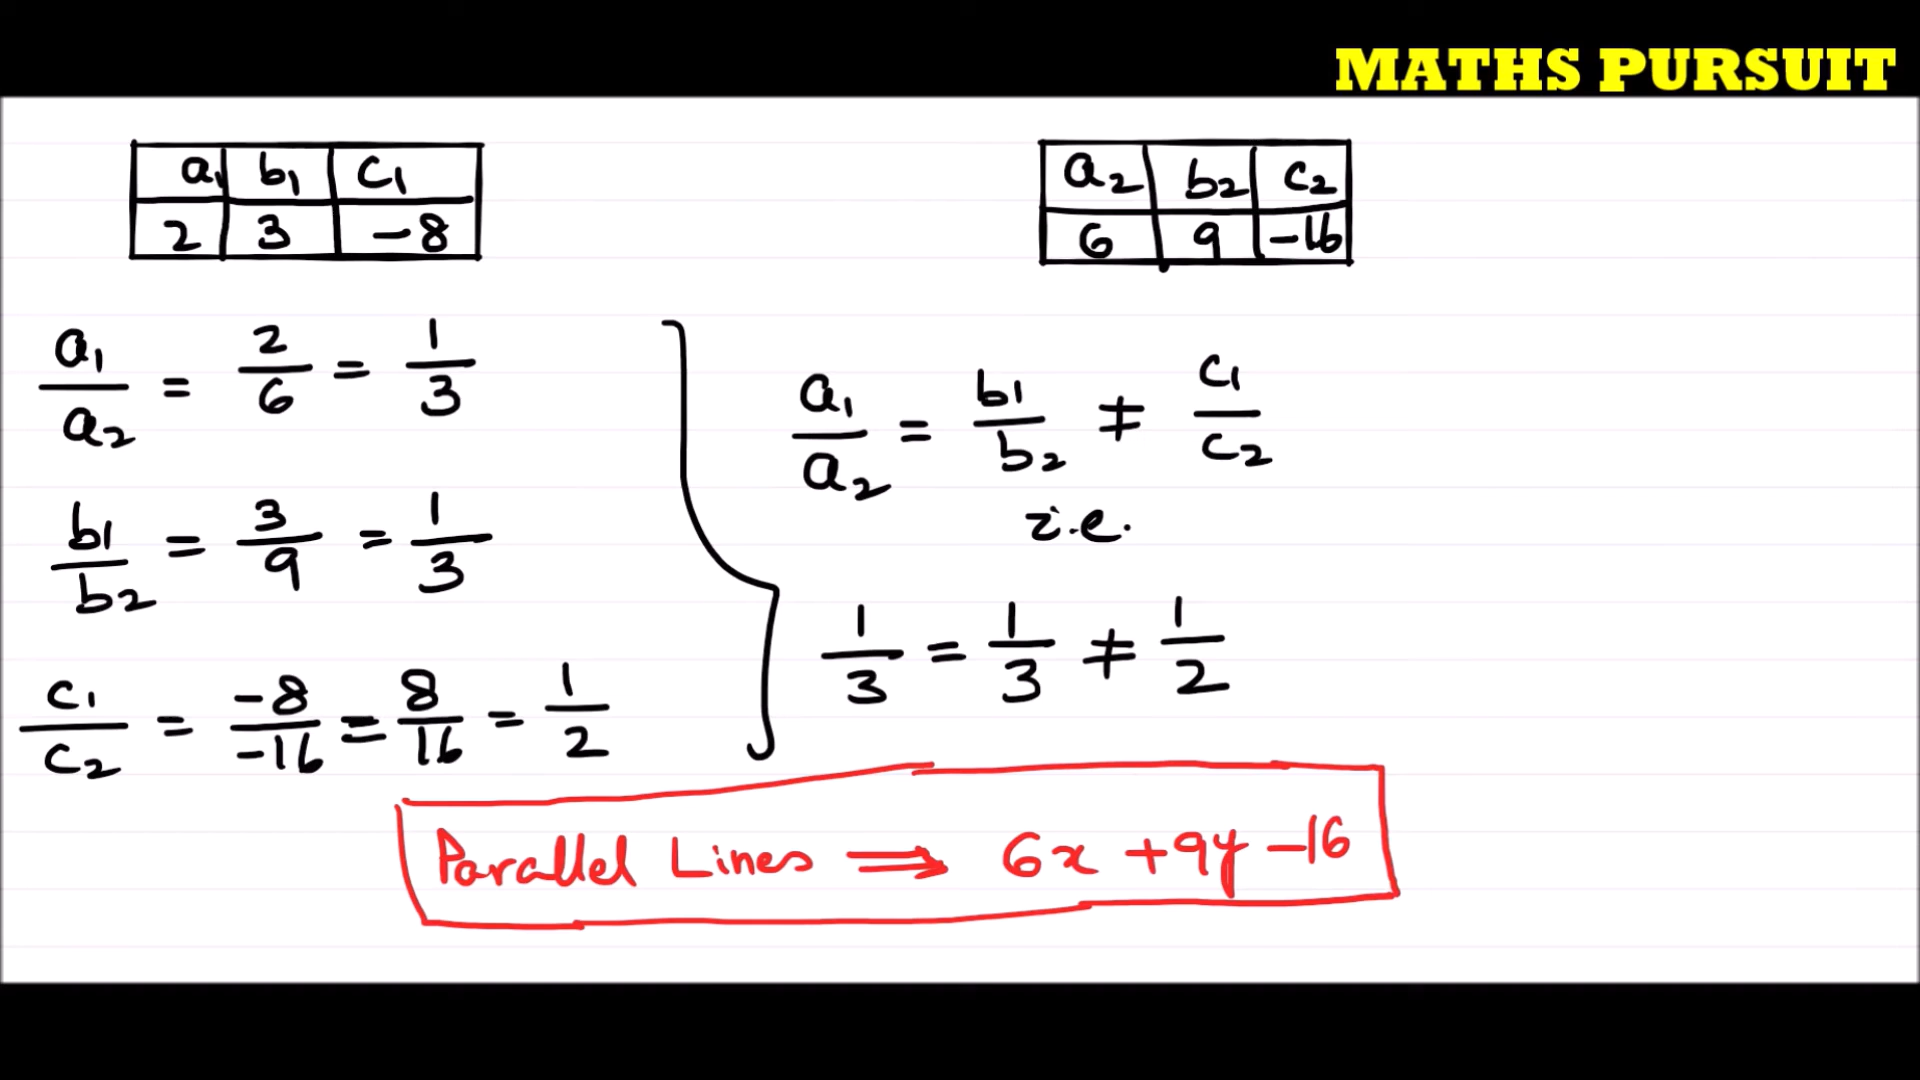 MATHS PURSUIT
a1 b1 c1
2 3 -8
a2 b2 c2
6 9 -16
a1/a2 = 2/6 = 1/3
b1/b2 = 3/9 = 1/3
c1/c2 = -8/-16 = 8/16 = 1/2
a1/a2 = b1/b2 ≠ c1/c2
i.e.
1/3 = 1/3 ≠ 1/2
Parallel Lines ⟹ 6x + 9y - 16